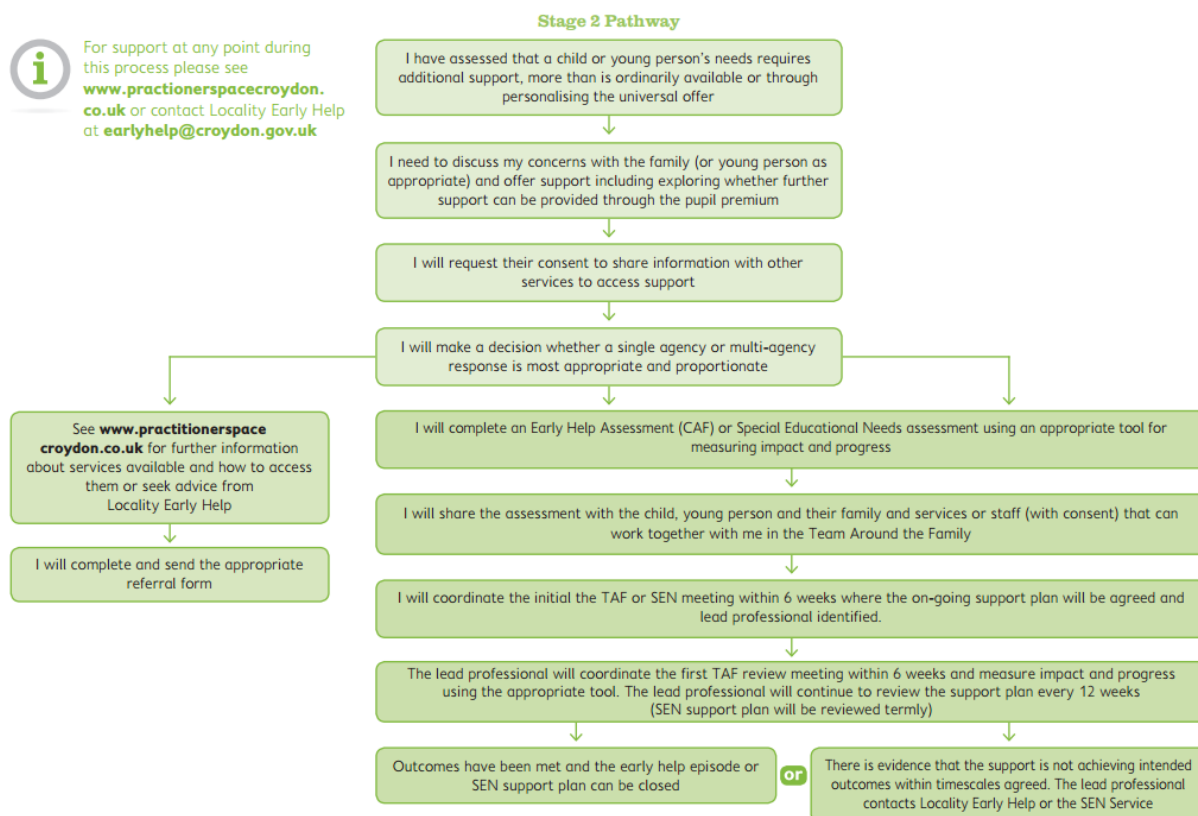 Stage 2 Pathway
For support at any point during
this process please see
www.practionerspacecroydon.
co.uk or contact Locality Early Help
at earlyhelp@croydon.gov.uk
I have assessed that a child or young person's needs requires
additional support, more than is ordinarily available or through
personalising the universal offer
I need to discuss my concerns with the family (or young person as
appropriate) and offer support including exploring whether further
support can be provided through the pupil premium
I will request their consent to share information with other
services to access support
I will make a decision whether a single agency or multi-agency
response is most appropriate and proportionate
See www.practitionerspace
croydon.co.uk for further information
about services available and how to access
them or seek advice from
Locality Early Help
I will complete and send the appropriate
referral form
I will complete an Early Help Assessment (CAF) or Special Educational Needs assessment using an appropriate tool for
measuring impact and progress
I will share the assessment with the child, young person and their family and services or staff (with consent) that can
work together with me in the Team Around the Family
I will coordinate the initial the TAF or SEN meeting within 6 weeks where the on-going support plan will be agreed and
lead professional identified.
The lead professional will coordinate the first TAF review meeting within 6 weeks and measure impact and progress
using the appropriate tool. The lead professional will continue to review the support plan every 12 weeks
(SEN support plan will be reviewed termly)
Outcomes have been met and the early help episode or
SEN support plan can be closed
or
There is evidence that the support is not achieving intended
outcomes within timescales agreed. The lead professional
contacts Locality Early Help or the SEN Service